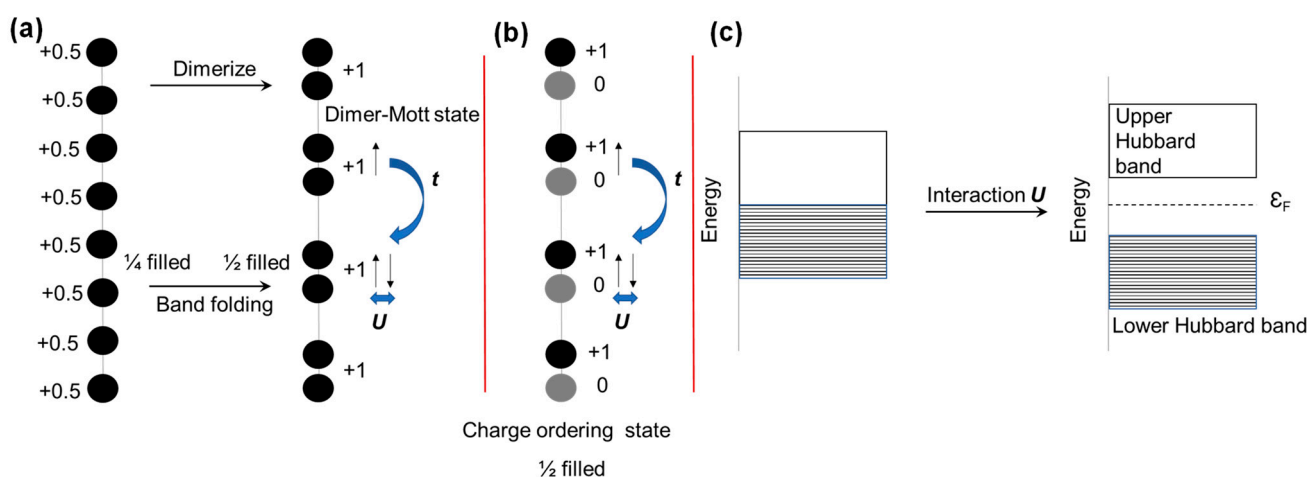 (a)
+0.5
+0.5
+0.5
+0.5
+0.5
+0.5
+0.5
+0.5
Dimerize
¼ filled
½ filled
Band folding
+1
Dimer-Mott state
+1
t
+1
U
+1
(b)
+1
0
+1
0
t
+1
0
U
+1
0
Charge ordering state
½ filled
(c)
Energy
Interaction U
Energy
Upper
Hubbard
band
εF
Lower Hubbard band